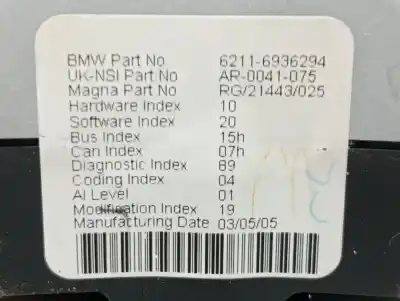 BMW Part No 6211-6936294
UK-NSI Part No AR-0041-075
Magna Part No RG/21443/025
Hardware Index 10
Software Index 20
Bus Index 15h
Can Index 07h
Diagnostic Index 89
Coding Index 04
AI Level 01
Modification Index 19
Manufacturing Date 03/05/05